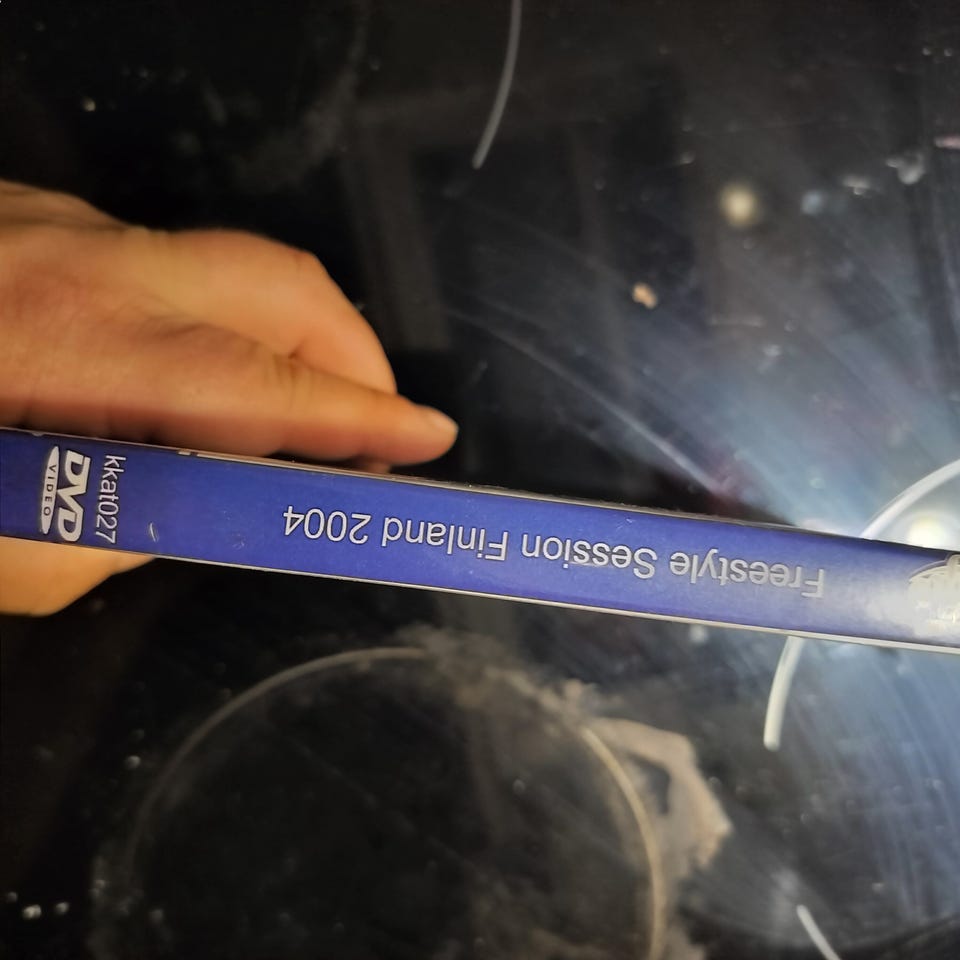 Freestyle Session Finland 2004
kkat027
DVD
VIDEO